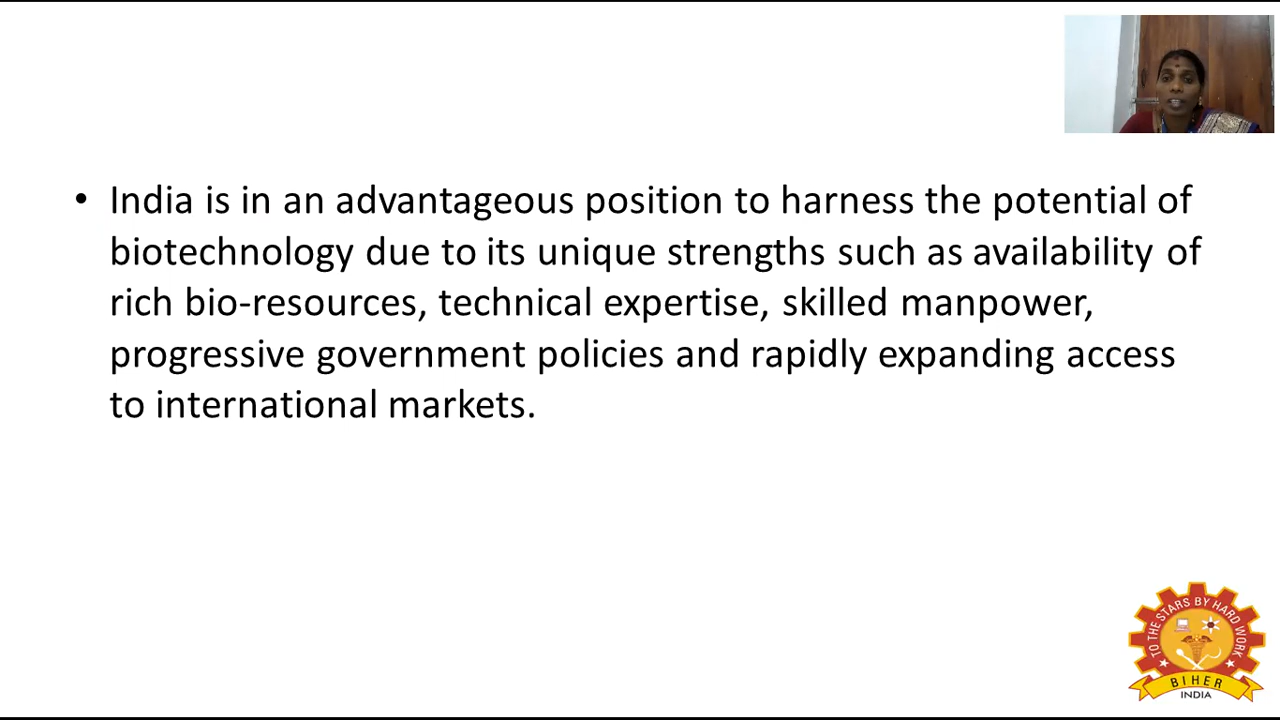 • India is in an advantageous position to harness the potential of
biotechnology due to its unique strengths such as availability of
rich bio-resources, technical expertise, skilled manpower,
progressive government policies and rapidly expanding access
to international markets.
TO THE STARS BY HARD WORK
BIHER
INDIA